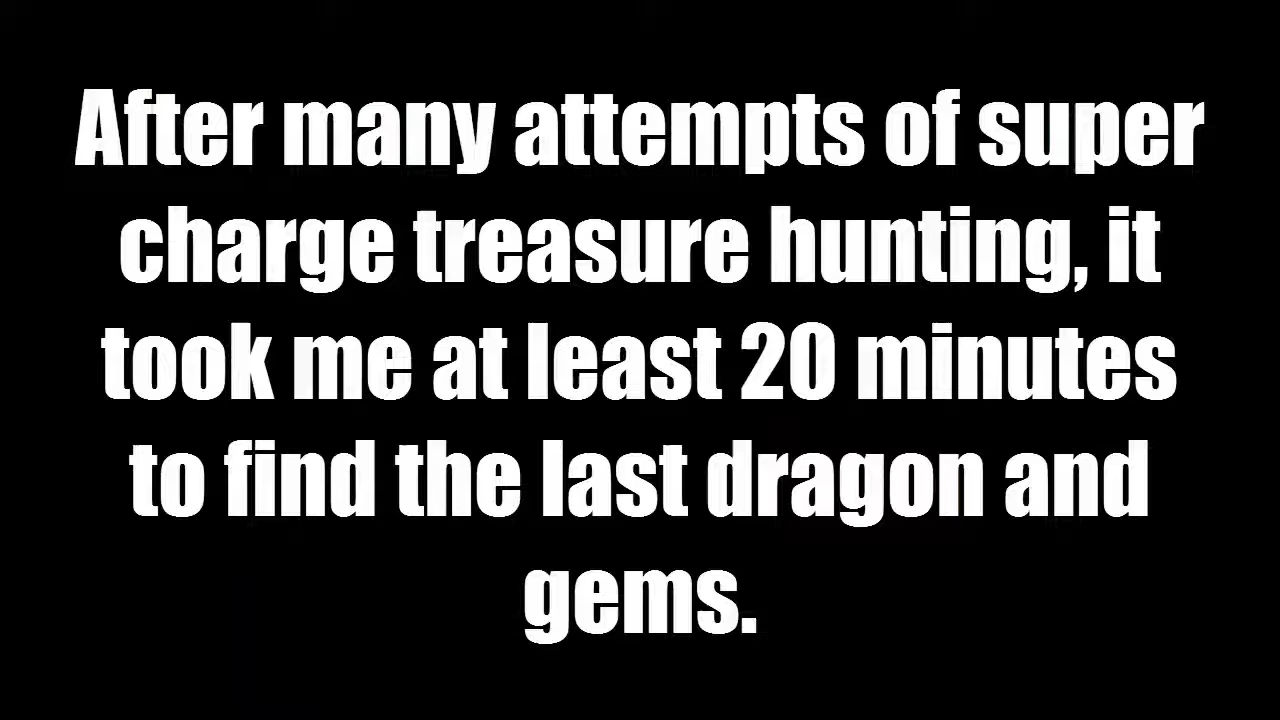 After many attempts of super
charge treasure hunting, it
took me at least 20 minutes
to find the last dragon and
gems.